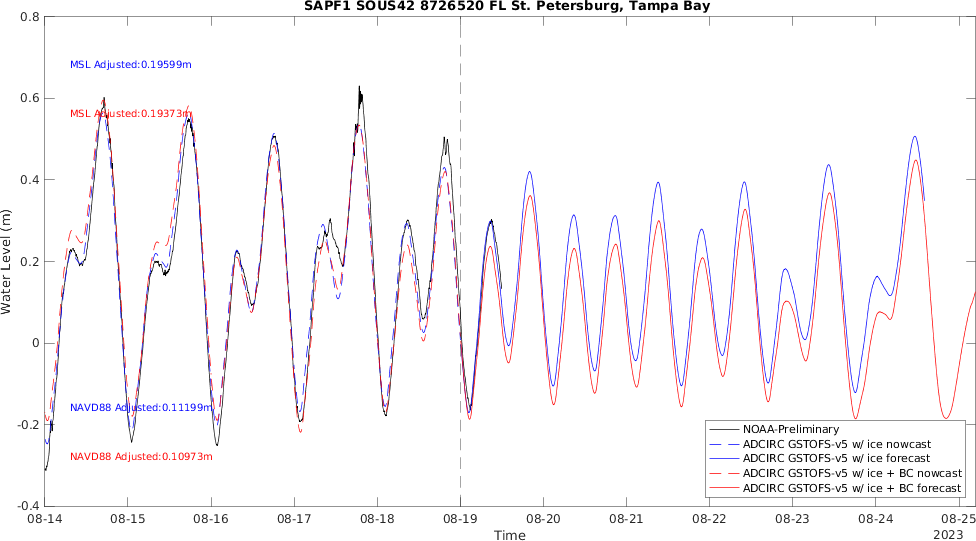 SAPF1 SOUS42 8726520 FL St. Petersburg, Tampa Bay
0.8
0.6
0.4
0.2
0
-0.2
-0.4
Water Level (m)
MSL Adjusted:0.19599m
MSL Adjusted:0.19373m
NAVD88 Adjusted:0.11199m
NAVD88 Adjusted:0.10973m
NOAA-Preliminary
ADCIRC GSTOFS-v5 w/ ice nowcast
ADCIRC GSTOFS-v5 w/ ice forecast
ADCIRC GSTOFS-v5 w/ ice + BC nowcast
ADCIRC GSTOFS-v5 w/ ice + BC forecast
08-14 08-15 08-16 08-17 08-18 08-19 08-20 08-21 08-22 08-23 08-24 08-25
Time 2023